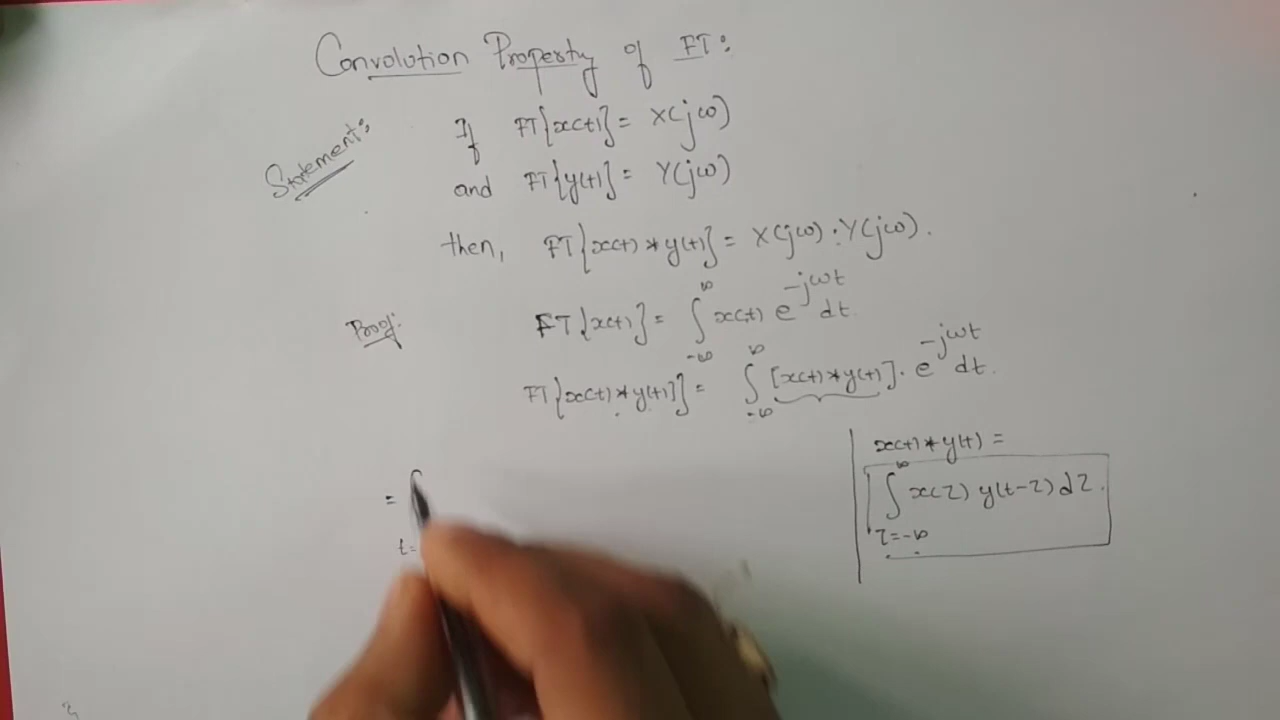 Convolution Property of FT:
Statement: If FT{x(t)} = X(jω)
and FT{y(t)} = Y(jω)
then, FT{x(t) * y(t)} = X(jω) · Y(jω).
Proof: FT{x(t)} = ∫_{-∞}^{∞} x(t) e^{-jωt} dt
FT{x(t) * y(t)} = ∫_{-∞}^{∞} [x(t) * y(t)] · e^{-jωt} dt.
x(t) * y(t) =
∫_{τ=-∞}^{∞} x(τ) y(t-τ) dτ.
= ∫
t=